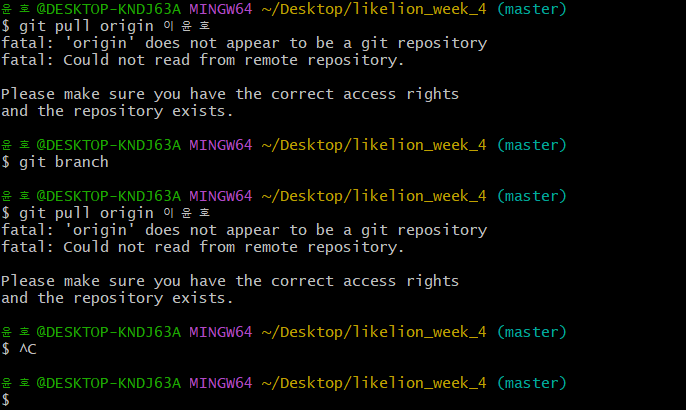 윤호@DESKTOP-KNDJ63A MINGW64 ~/Desktop/likelion_week_4 (master)
$ git pull origin 이윤호
fatal: 'origin' does not appear to be a git repository
fatal: Could not read from remote repository.
Please make sure you have the correct access rights
and the repository exists.
윤호@DESKTOP-KNDJ63A MINGW64 ~/Desktop/likelion_week_4 (master)
$ git branch
윤호@DESKTOP-KNDJ63A MINGW64 ~/Desktop/likelion_week_4 (master)
$ git pull origin 이윤호
fatal: 'origin' does not appear to be a git repository
fatal: Could not read from remote repository.
Please make sure you have the correct access rights
and the repository exists.
윤호@DESKTOP-KNDJ63A MINGW64 ~/Desktop/likelion_week_4 (master)
$ ^C
윤호@DESKTOP-KNDJ63A MINGW64 ~/Desktop/likelion_week_4 (master)
$